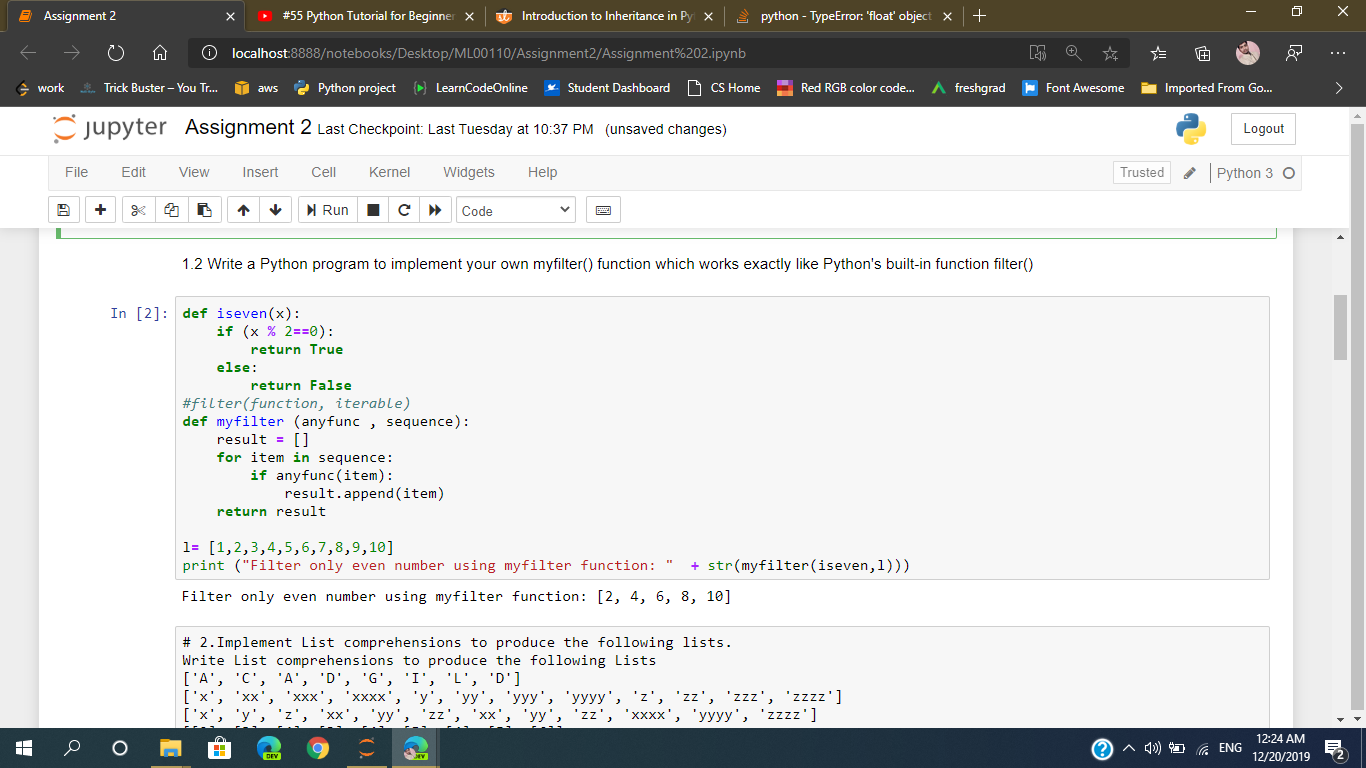 Assignment 2
#55 Python Tutorial for Beginner
Introduction to Inheritance in Py
python - TypeError: 'float' object
localhost:8888/notebooks/Desktop/ML00110/Assignment2/Assignment%202.ipynb
work Trick Buster – You Tr... aws Python project LearnCodeOnline Student Dashboard CS Home Red RGB color code... freshgrad Font Awesome Imported From Go...
jupyter Assignment 2 Last Checkpoint: Last Tuesday at 10:37 PM (unsaved changes)
Logout
File Edit View Insert Cell Kernel Widgets Help
Trusted Python 3
Run Code
1.2 Write a Python program to implement your own myfilter() function which works exactly like Python's built-in function filter()
In [2]: def iseven(x):
    if (x % 2==0):
        return True
    else:
        return False
#filter(function, iterable)
def myfilter (anyfunc , sequence):
    result = []
    for item in sequence:
        if anyfunc(item):
            result.append(item)
    return result
l= [1,2,3,4,5,6,7,8,9,10]
print ("Filter only even number using myfilter function: "  + str(myfilter(iseven,l)))
Filter only even number using myfilter function: [2, 4, 6, 8, 10]
# 2.Implement List comprehensions to produce the following lists.
Write List comprehensions to produce the following Lists
['A', 'C', 'A', 'D', 'G', 'I', 'L', 'D']
['x', 'xx', 'xxx', 'xxxx', 'y', 'yy', 'yyy', 'yyyy', 'z', 'zz', 'zzz', 'zzzz']
['x', 'y', 'z', 'xx', 'yy', 'zz', 'xx', 'yy', 'zz', 'xxxx', 'yyyy', 'zzzz']
DEV
DEV
ENG
12:24 AM
12/20/2019
2